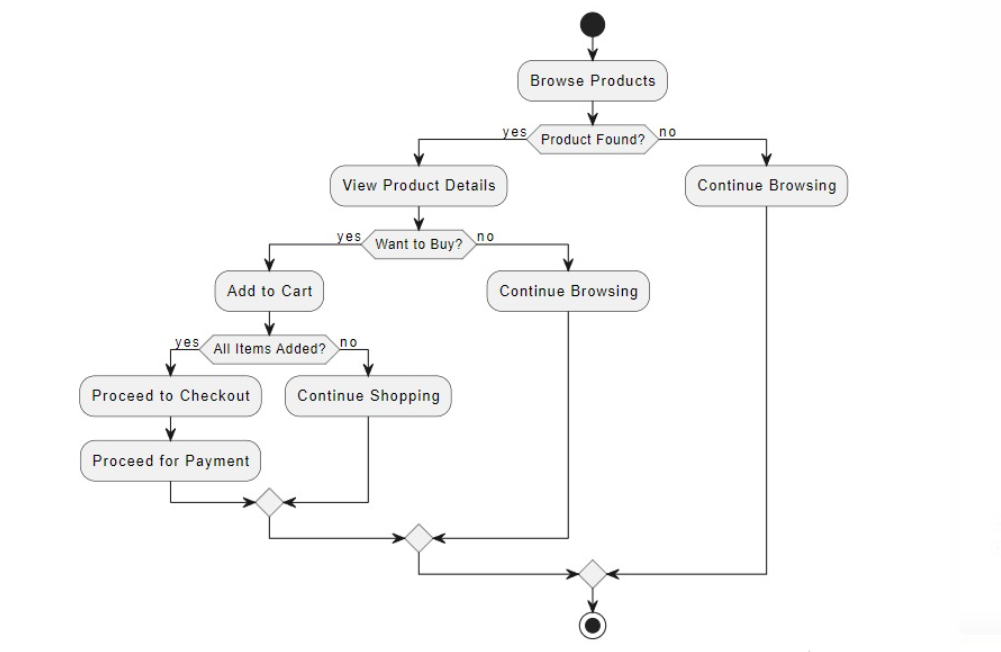 Browse Products
yes
Product Found?
no
View Product Details
Continue Browsing
yes
Want to Buy?
no
Add to Cart
Continue Browsing
yes
All Items Added?
no
Proceed to Checkout
Continue Shopping
Proceed for Payment